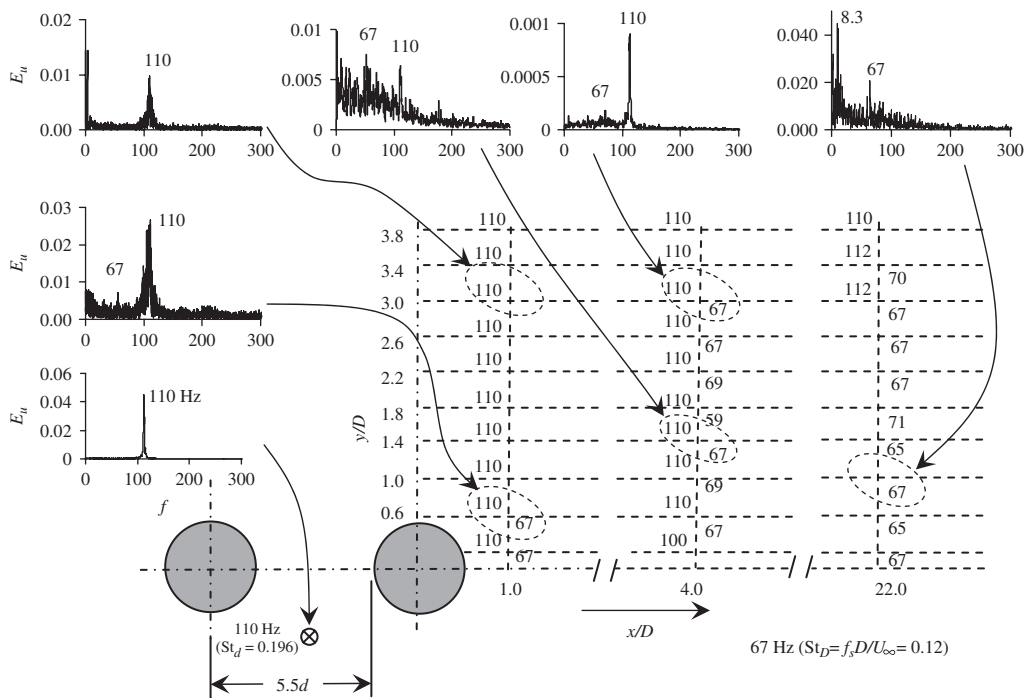 0.02
0.01
0.00
E_u
110
0 100 200 300
0.01
0.005
0
67
110
0 100 200 300
0.001
0.0005
0
67
110
0 100 200 300
0.040
0.020
0.000
8.3
67
0 100 200 300
0.03
0.02
0.01
0.00
E_u
67
110
0 100 200 300
0.06
0.04
0.02
0
E_u
110 Hz
0 100 200 300
f
y/D
110 110 110
3.8
110 110 112
3.4
70
110 110 112
3.0
67 67
110 110
2.6
67 67
110 110
2.2
69 67
110 110
1.8
59 71
110 110
1.4
67 65
110 110
1.0
69 67
110 110
0.6
67 67 65
110 100
67 67
1.0 4.0 22.0
x/D
110 Hz
(St_d = 0.196)
5.5d
67 Hz (St_D= f_sD/U_∞= 0.12)